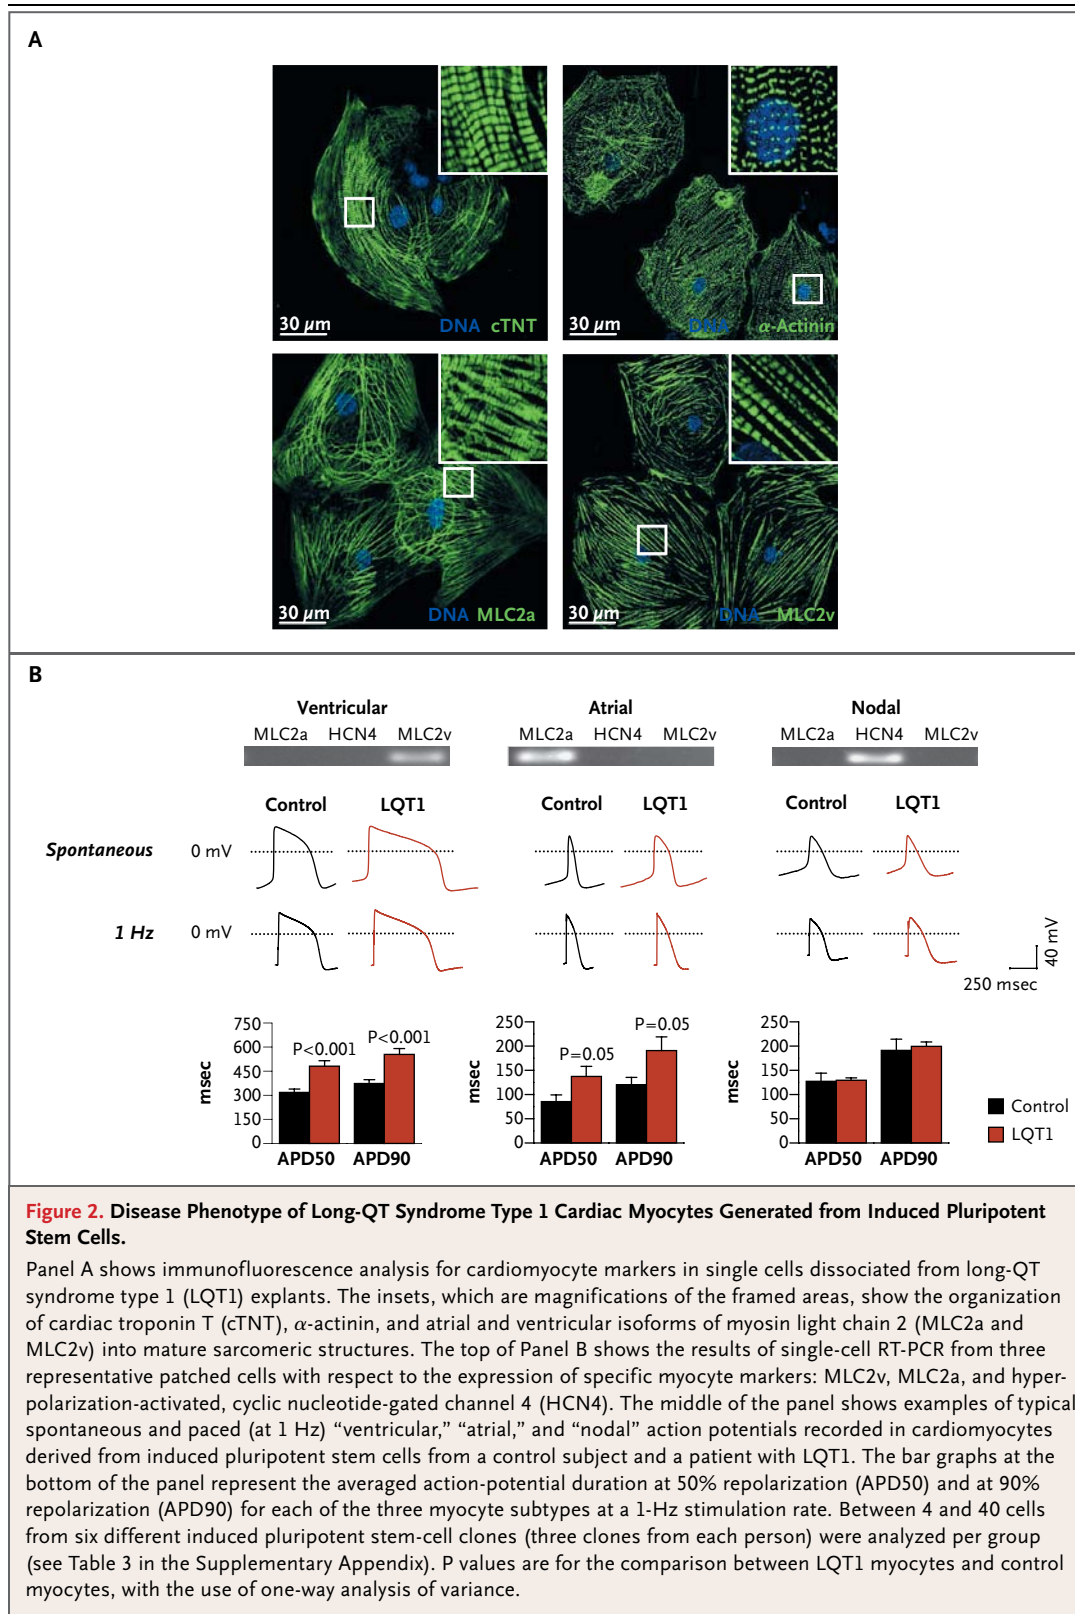 A
30 µm
DNA cTNT
30 µm
DNA α-Actinin
30 µm
DNA MLC2a
30 µm
DNA MLC2v
B
Ventricular
MLC2a HCN4 MLC2v
Atrial
MLC2a HCN4 MLC2v
Nodal
MLC2a HCN4 MLC2v
Control LQT1
Control LQT1
Control LQT1
Spontaneous 0 mV
1 Hz 0 mV
40 mV
250 msec
msec
750
600
450
300
150
0
P<0.001
P<0.001
APD50 APD90
msec
250
200
150
100
50
0
P=0.05
P=0.05
APD50 APD90
msec
250
200
150
100
50
0
APD50 APD90
Control
LQT1
Figure 2. Disease Phenotype of Long-QT Syndrome Type 1 Cardiac Myocytes Generated from Induced Pluripotent
Stem Cells.
Panel A shows immunofluorescence analysis for cardiomyocyte markers in single cells dissociated from long-QT
syndrome type 1 (LQT1) explants. The insets, which are magnifications of the framed areas, show the organization
of cardiac troponin T (cTNT), α-actinin, and atrial and ventricular isoforms of myosin light chain 2 (MLC2a and
MLC2v) into mature sarcomeric structures. The top of Panel B shows the results of single-cell RT-PCR from three
representative patched cells with respect to the expression of specific myocyte markers: MLC2v, MLC2a, and hyper-
polarization-activated, cyclic nucleotide-gated channel 4 (HCN4). The middle of the panel shows examples of typical
spontaneous and paced (at 1 Hz) “ventricular,” “atrial,” and “nodal” action potentials recorded in cardiomyocytes
derived from induced pluripotent stem cells from a control subject and a patient with LQT1. The bar graphs at the
bottom of the panel represent the averaged action-potential duration at 50% repolarization (APD50) and at 90%
repolarization (APD90) for each of the three myocyte subtypes at a 1-Hz stimulation rate. Between 4 and 40 cells
from six different induced pluripotent stem-cell clones (three clones from each person) were analyzed per group
(see Table 3 in the Supplementary Appendix). P values are for the comparison between LQT1 myocytes and control
myocytes, with the use of one-way analysis of variance.